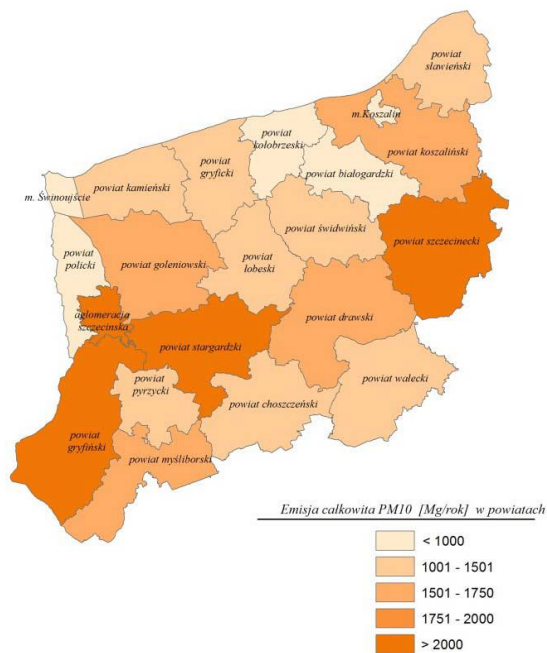 powiat
sławieński
m.Koszalin
powiat
kołobrzeski
powiat koszaliński
powiat
gryficki
powiat białogardzki
powiat kamieński
m. Świnoujście
powiat świdwiński
powiat szczecinecki
powiat
policki
powiat goleniowski
powiat
łobeski
aglomeracja
szczecińska
powiat drawski
powiat stargardzki
powiat
pyrzycki
powiat wałecki
powiat choszczeński
powiat
gryfiński
powiat myśliborski
Emisja całkowita PM10 [Mg/rok] w powiatach
< 1000
1001 - 1501
1501 - 1750
1751 - 2000
> 2000